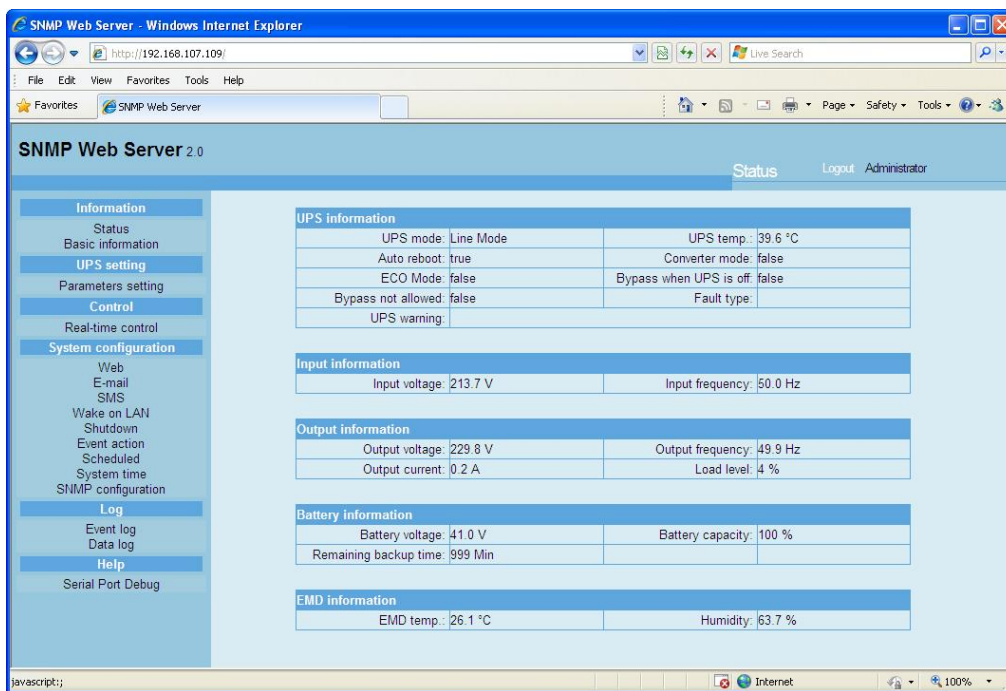 SNMP Web Server - Windows Internet Explorer
http://192.168.107.109/
Live Search
File Edit View Favorites Tools Help
Favorites SNMP Web Server Page Safety Tools
SNMP Web Server 2.0
Status Logout Administrator
Information
Status
Basic information
UPS setting
Parameters setting
Control
Real-time control
System configuration
Web
E-mail
SMS
Wake on LAN
Shutdown
Event action
Scheduled
System time
SNMP configuration
Log
Event log
Data log
Help
Serial Port Debug
UPS information
UPS mode: Line Mode UPS temp.: 39.6 °C
Auto reboot: true Converter mode: false
ECO Mode: false Bypass when UPS is off: false
Bypass not allowed: false Fault type:
UPS warning:
Input information
Input voltage: 213.7 V Input frequency: 50.0 Hz
Output information
Output voltage: 229.8 V Output frequency: 49.9 Hz
Output current: 0.2 A Load level: 4 %
Battery information
Battery voltage: 41.0 V Battery capacity: 100 %
Remaining backup time: 999 Min
EMD information
EMD temp.: 26.1 °C Humidity: 63.7 %
javascript:; Internet 100%